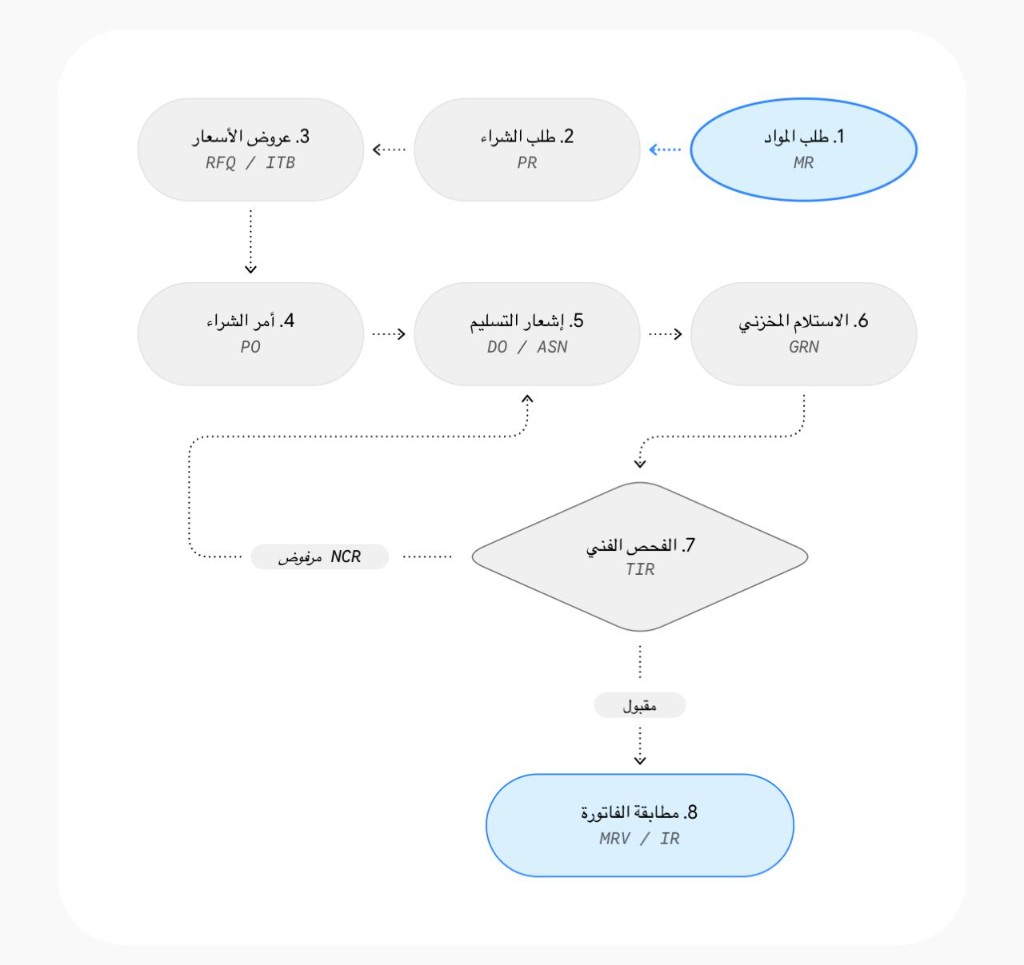 1. طلب المواد
MR
2. طلب الشراء
PR
3. عروض الأسعار
RFQ / ITB
4. أمر الشراء
PO
5. إشعار التسليم
DO / ASN
6. الاستلام المخزني
GRN
7. الفحص الفني
TIR
NCR مرفوض
مقبول
8. مطابقة الفاتورة
MRV / IR